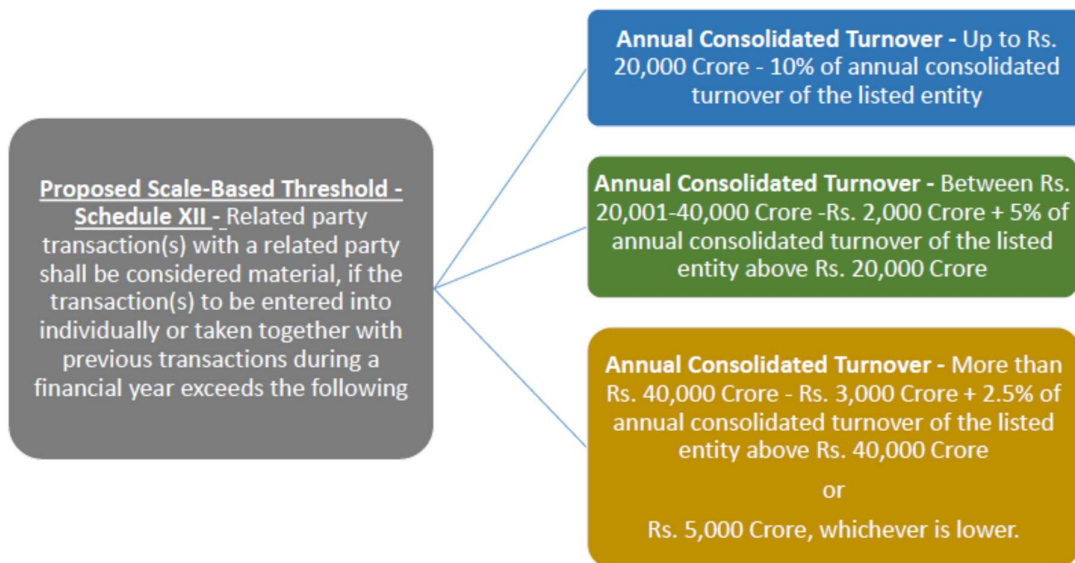 Proposed Scale-Based Threshold -
Schedule XII - Related party
transaction(s) with a related party
shall be considered material, if the
transaction(s) to be entered into
individually or taken together with
previous transactions during a
financial year exceeds the following
Annual Consolidated Turnover - Up to Rs.
20,000 Crore - 10% of annual consolidated
turnover of the listed entity
Annual Consolidated Turnover - Between Rs.
20,001-40,000 Crore -Rs. 2,000 Crore + 5% of
annual consolidated turnover of the listed
entity above Rs. 20,000 Crore
Annual Consolidated Turnover - More than
Rs. 40,000 Crore - Rs. 3,000 Crore + 2.5% of
annual consolidated turnover of the listed
entity above Rs. 40,000 Crore
or
Rs. 5,000 Crore, whichever is lower.